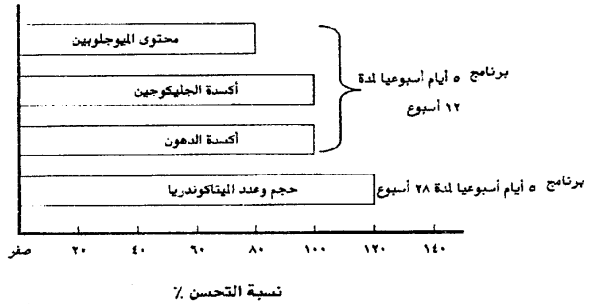 محتوى الميوجلوبين
أكسدة الجليكوجين
أكسدة الدهون
برنامج ٥ أيام أسبوعيا لمدة
١٢ أسبوع
حجم وعدد الميتاكوندريا
برنامج ٥ أيام أسبوعيا لمدة ٢٨ أسبوع
صفر ٢٠ ٤٠ ٦٠ ٨٠ ١٠٠ ١٢٠ ١٤٠
نسبة التحسن ٪